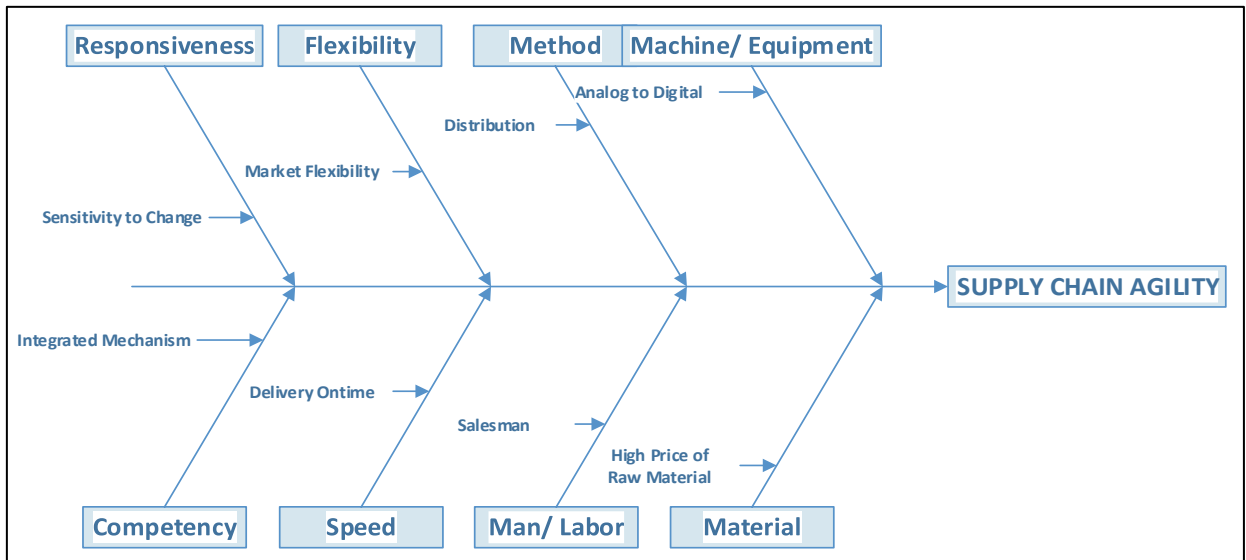 Responsiveness
Flexibility
Method
Machine/ Equipment
Analog to Digital
Distribution
Market Flexibility
Sensitivity to Change
SUPPLY CHAIN AGILITY
Integrated Mechanism
Delivery Ontime
Salesman
High Price of
Raw Material
Competency
Speed
Man/ Labor
Material